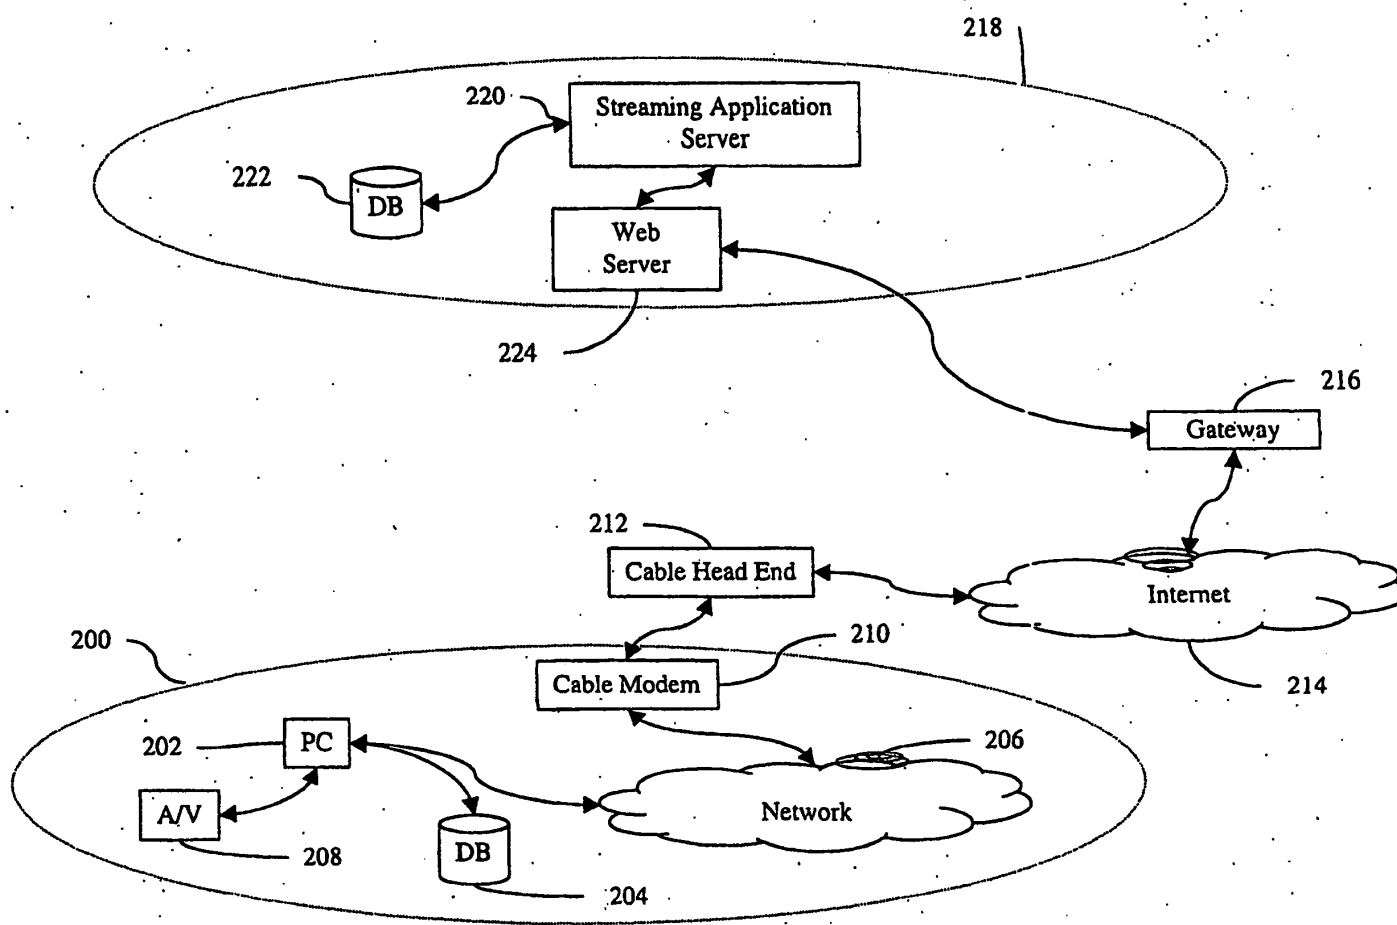 218
220
Streaming Application
Server
222
DB
Web
Server
224
216
Gateway
212
Cable Head End
Internet
200
210
Cable Modem
214
202
PC
206
A/V
Network
208
DB
204